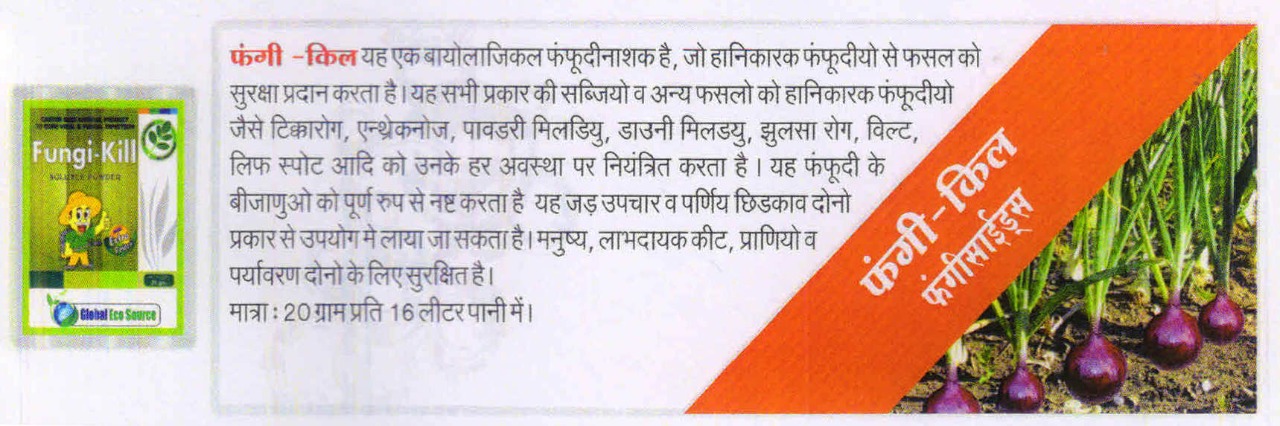 फंगी -किल यह एक बायोलाजिकल फंफूदीनाशक है, जो हानिकारक फंफूदीयो से फसल को
सुरक्षा प्रदान करता है। यह सभी प्रकार की सब्जियो व अन्य फसलो को हानिकारक फंफूदीयो
जैसे टिक्कारोग, एन्थ्रेकनोज, पावडरी मिलडियु, डाउनी मिलडयु, झुलसा रोग, विल्ट,
लिफ स्पोट आदि को उनके हर अवस्था पर नियंत्रित करता है। यह फंफूदी के
बीजाणुओ को पूर्ण रुप से नष्ट करता है यह जड़ उपचार व पर्णिय छिडकाव दोनो
प्रकार से उपयोग मे लाया जा सकता है। मनुष्य, लाभदायक कीट, प्राणियो व
पर्यावरण दोनो के लिए सुरक्षित है।
मात्रा : 20 ग्राम प्रति 16 लीटर पानी में।
Fungi-Kill
SOLUBLE POWDER
Global Eco Source
फंगी-किल
फंगीसाईड्स